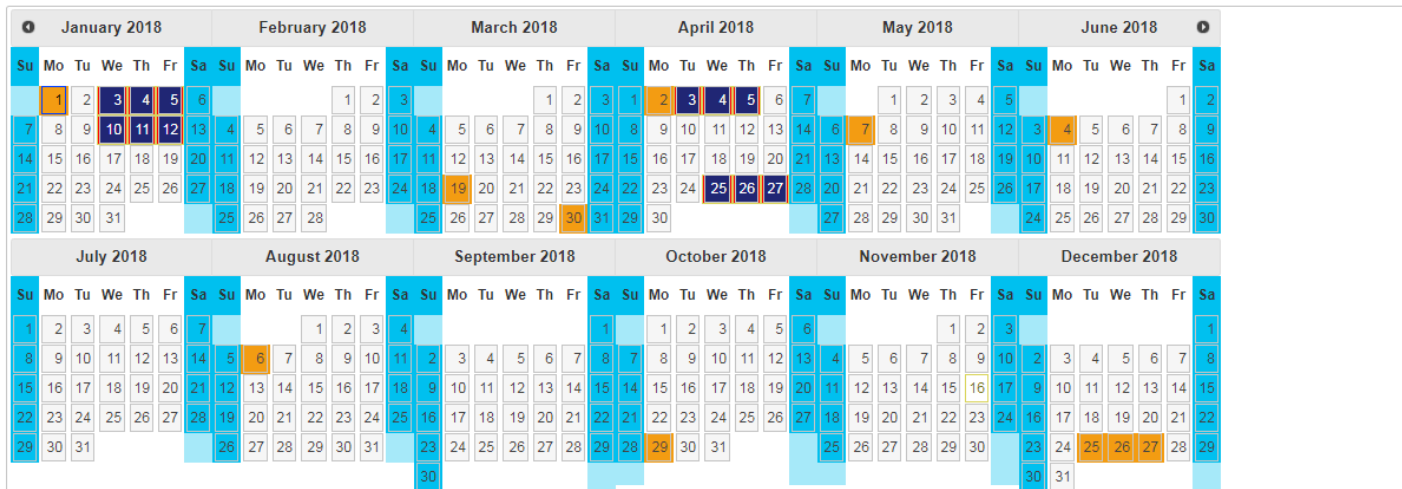 January 2018 February 2018 March 2018 April 2018 May 2018 June 2018
Su Mo Tu We Th Fr Sa Su Mo Tu We Th Fr Sa Su Mo Tu We Th Fr Sa Su Mo Tu We Th Fr Sa Su Mo Tu We Th Fr Sa Su Mo Tu We Th Fr Sa
1 2 3 4 5 6 1 2 3 1 2 3 1 2 3 4 5 6 7 1 2 3 4 5 1 2
7 8 9 10 11 12 13 4 5 6 7 8 9 10 4 5 6 7 8 9 10 8 9 10 11 12 13 14 6 7 8 9 10 11 12 3 4 5 6 7 8 9
14 15 16 17 18 19 20 11 12 13 14 15 16 17 11 12 13 14 15 16 17 15 16 17 18 19 20 21 13 14 15 16 17 18 19 10 11 12 13 14 15 16
21 22 23 24 25 26 27 18 19 20 21 22 23 24 18 19 20 21 22 23 24 22 23 24 25 26 27 28 20 21 22 23 24 25 26 17 18 19 20 21 22 23
28 29 30 31 25 26 27 28 25 26 27 28 29 30 31 29 30 27 28 29 30 31 24 25 26 27 28 29 30
July 2018 August 2018 September 2018 October 2018 November 2018 December 2018
Su Mo Tu We Th Fr Sa Su Mo Tu We Th Fr Sa Su Mo Tu We Th Fr Sa Su Mo Tu We Th Fr Sa Su Mo Tu We Th Fr Sa Su Mo Tu We Th Fr Sa
1 2 3 4 5 6 7 1 2 3 4 1 1 2 3 4 5 6 1 2 3 1
8 9 10 11 12 13 14 5 6 7 8 9 10 11 2 3 4 5 6 7 8 7 8 9 10 11 12 13 4 5 6 7 8 9 10 2 3 4 5 6 7 8
15 16 17 18 19 20 21 12 13 14 15 16 17 18 9 10 11 12 13 14 15 14 15 16 17 18 19 20 11 12 13 14 15 16 17 9 10 11 12 13 14 15
22 23 24 25 26 27 28 19 20 21 22 23 24 25 16 17 18 19 20 21 22 21 22 23 24 25 26 27 18 19 20 21 22 23 24 16 17 18 19 20 21 22
29 30 31 26 27 28 29 30 31 23 24 25 26 27 28 29 28 29 30 31 25 26 27 28 29 30 23 24 25 26 27 28 29
30 30 31